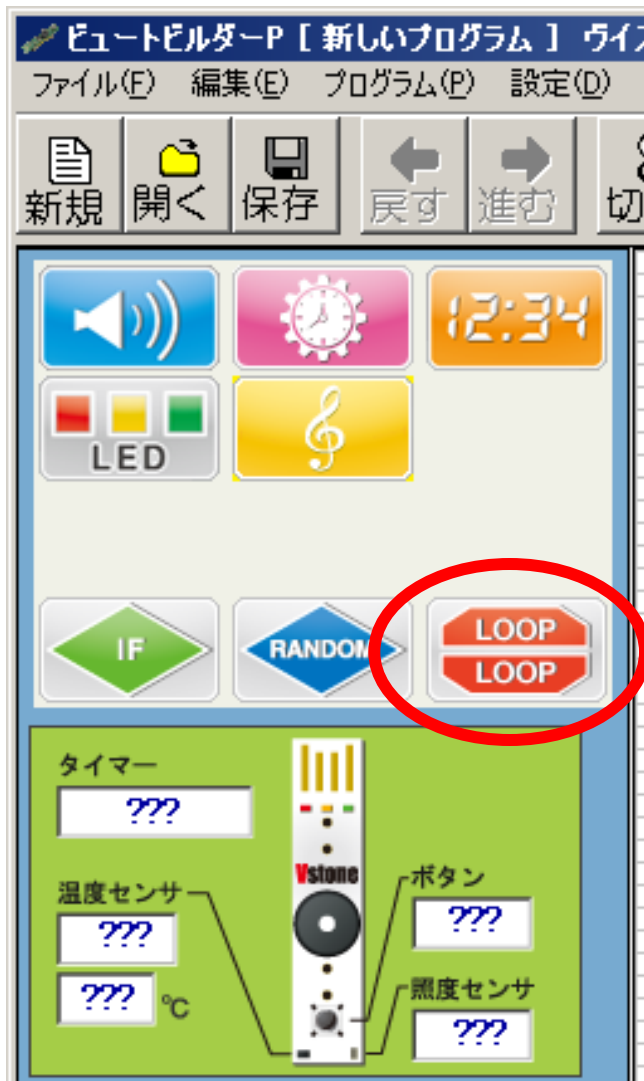 ビュートビルダーP [ 新しいプログラム ] ウイ
ファイル(F) 編集(E) プログラム(P) 設定(D)
新規 開く 保存 戻す 進む 切
12:34
LED
IF RANDOM LOOP
LOOP
タイマー
???
Vstone
温度センサ
???
??? ℃
ボタン
???
照度センサ
???